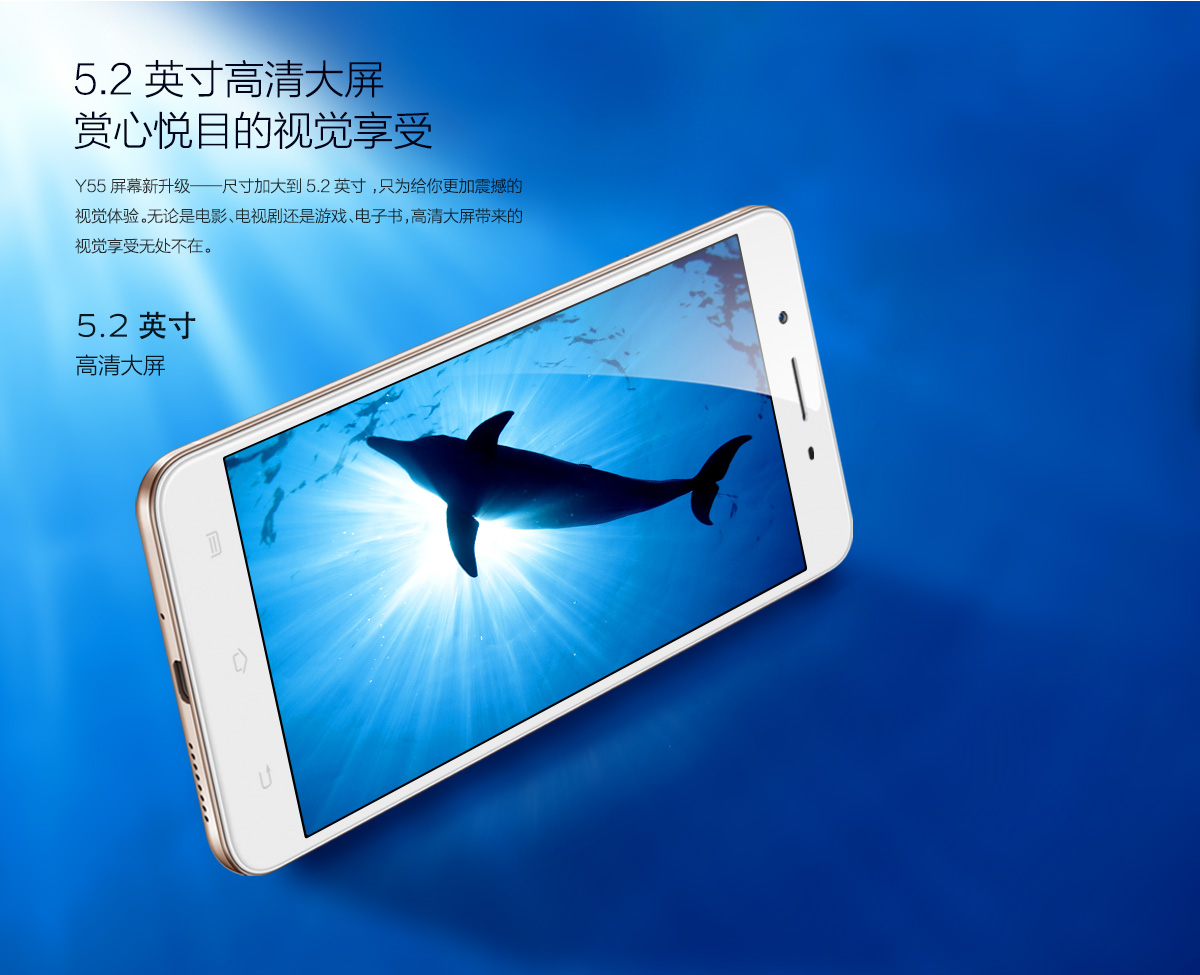 5.2 英寸高清大屏
赏心悦目的视觉享受
Y55 屏幕新升级——尺寸加大到 5.2 英寸，只为给你更加震撼的
视觉体验。无论是电影、电视剧还是游戏、电子书，高清大屏带来的
视觉享受无处不在。
5.2 英寸
高清大屏